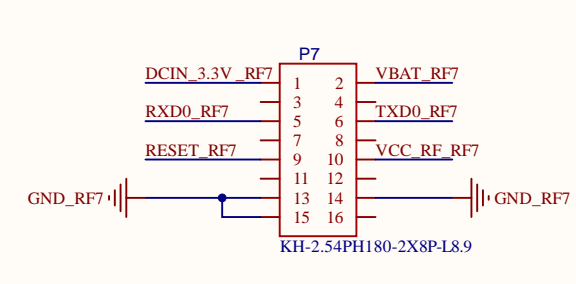 P7
DCIN_3.3V_RF7 1 2 VBAT_RF7
3 4
RXD0_RF7 5 6 TXD0_RF7
7 8
RESET_RF7 9 10 VCC_RF_RF7
11 12
GND_RF7 13 14 GND_RF7
15 16
KH-2.54PH180-2X8P-L8.9